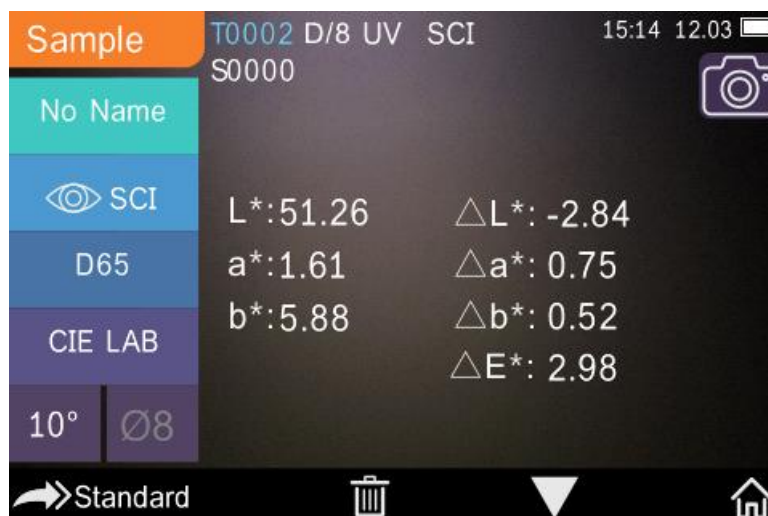 Sample
T0002 D/8 UV SCI
15:14 12.03
S0000
No Name
SCI
D65
CIE LAB
10° Ø8
L*:51.26 △L*: -2.84
a*:1.61 △a*: 0.75
b*:5.88 △b*: 0.52
△E*: 2.98
Standard